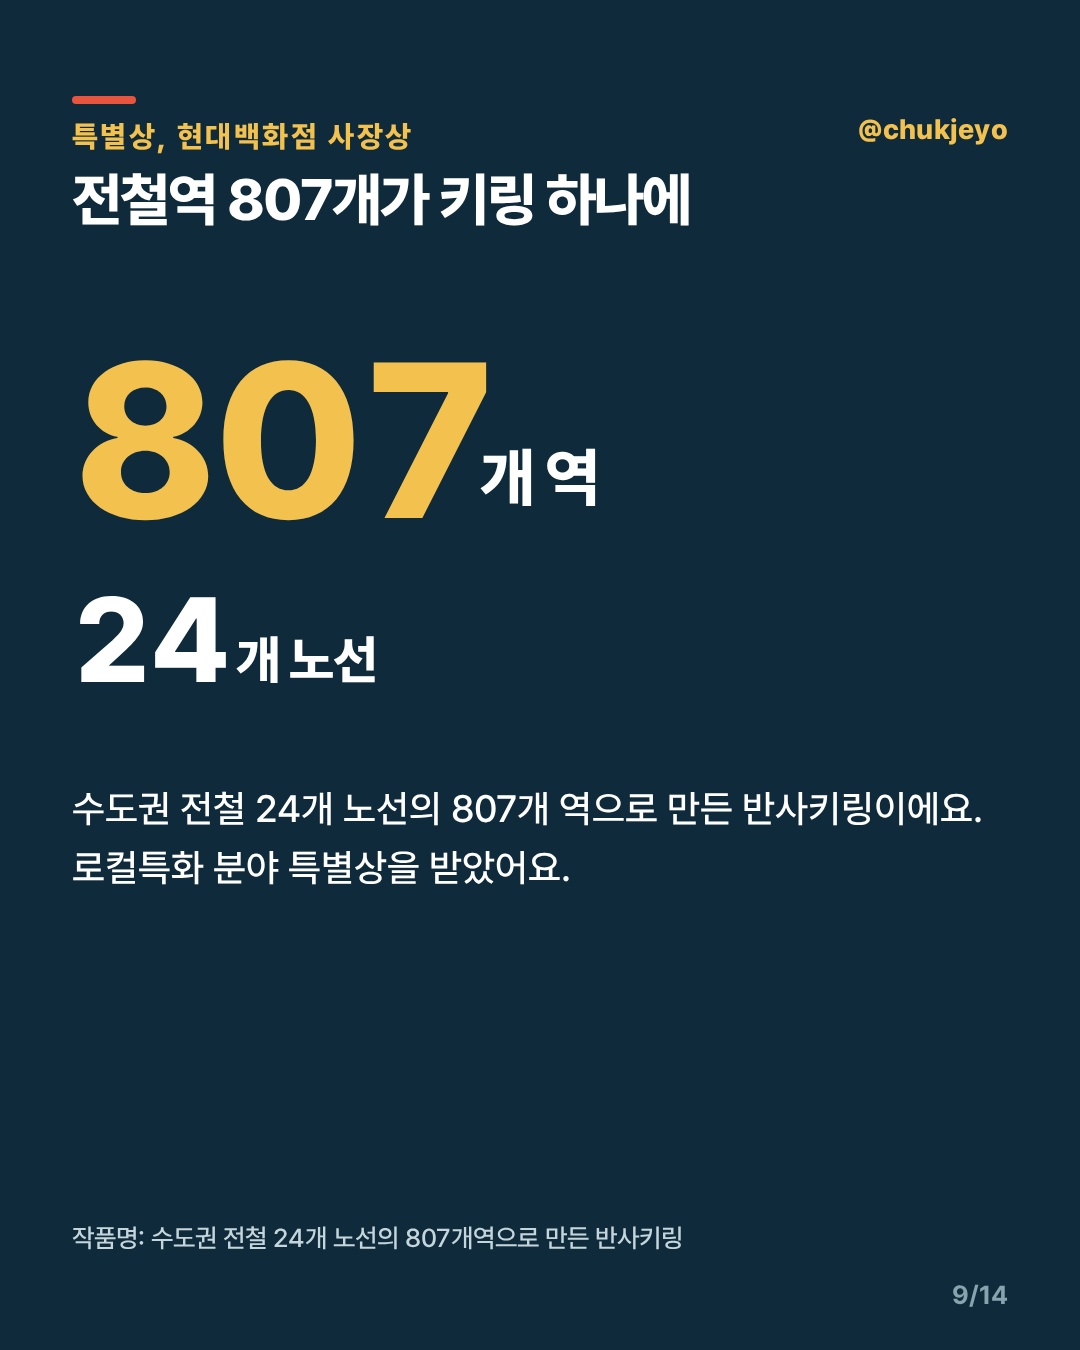 특별상, 현대백화점 사장상
@chukjeyo
전철역 807개가 키링 하나에
807개 역
24개 노선
수도권 전철 24개 노선의 807개 역으로 만든 반사키링이에요.
로컬특화 분야 특별상을 받았어요.
작품명: 수도권 전철 24개 노선의 807개역으로 만든 반사키링
9/14